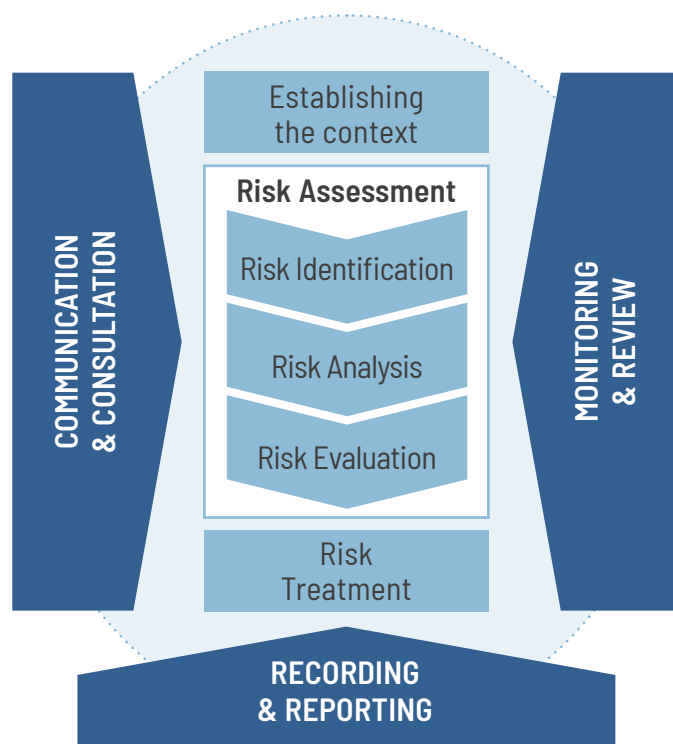 Establishing
the context
Risk Assessment
Risk Identification
Risk Analysis
Risk Evaluation
Risk
Treatment
COMMUNICATION
& CONSULTATION
MONITORING
& REVIEW
RECORDING
& REPORTING